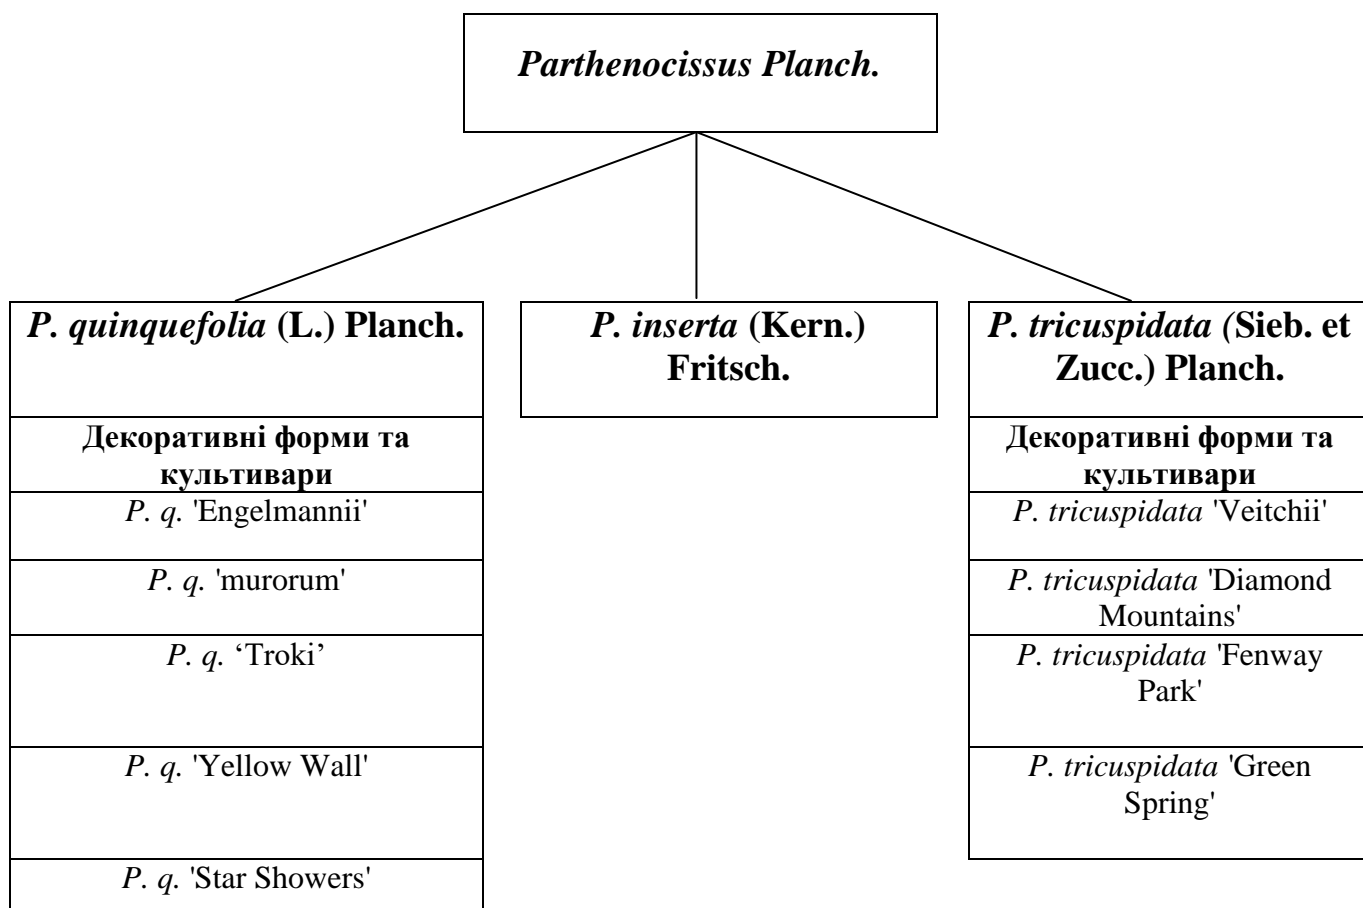 Parthenocissus Planch.
P. quinquefolia (L.) Planch.
Декоративні форми та
культивари
P. q. 'Engelmannii'
P. q. 'murorum'
P. q. ‘Troki’
P. q. 'Yellow Wall'
P. q. 'Star Showers'
P. inserta (Kern.)
Fritsch.
P. tricuspidata (Sieb. et
Zucc.) Planch.
Декоративні форми та
культивари
P. tricuspidata 'Veitchii'
P. tricuspidata 'Diamond
Mountains'
P. tricuspidata 'Fenway
Park'
P. tricuspidata 'Green
Spring'